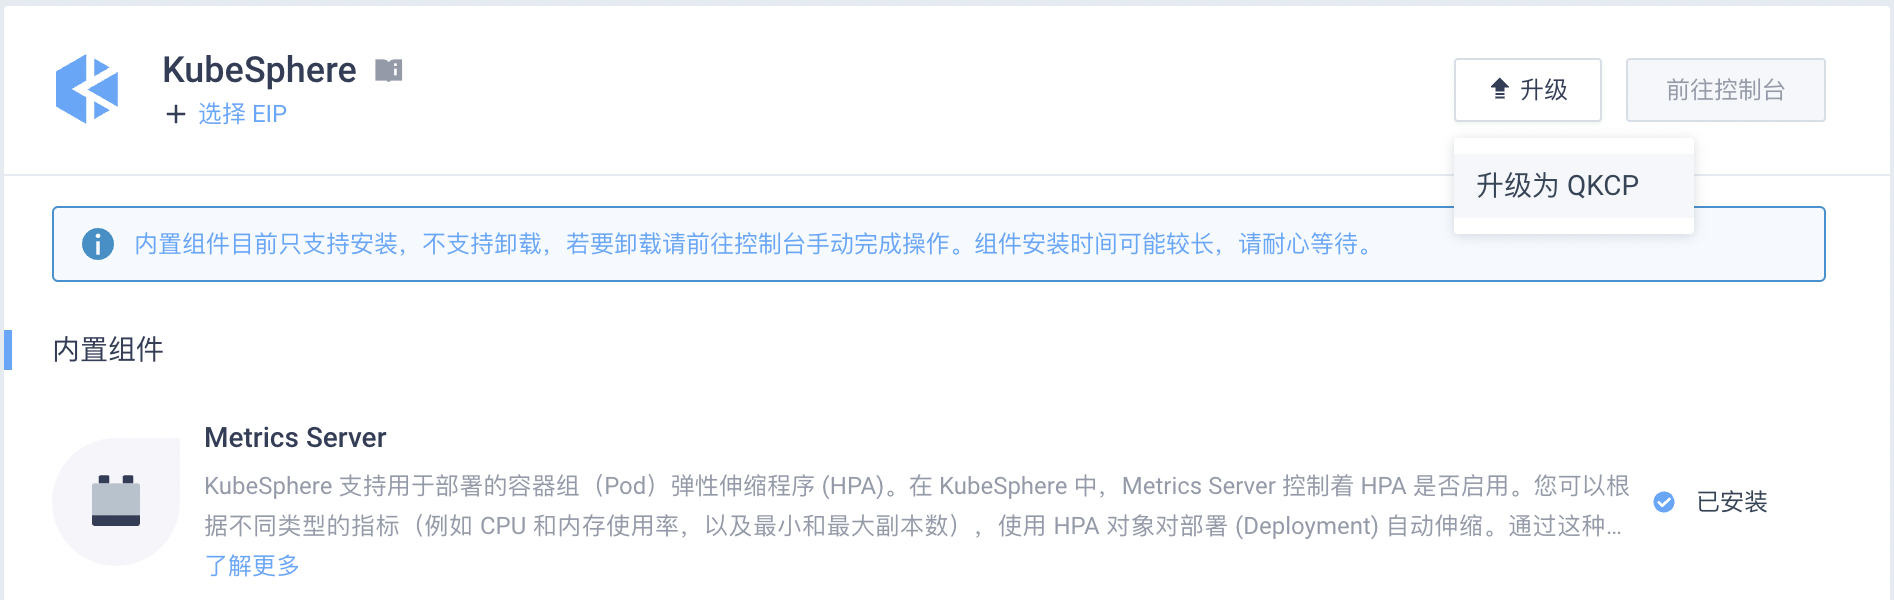 KubeSphere
选择 EIP
升级
前往控制台
升级为 QKCP
内置组件目前只支持安装，不支持卸载，若要卸载请前往控制台手动完成操作。组件安装时间可能较长，请耐心等待。
内置组件
Metrics Server
KubeSphere 支持用于部署的容器组（Pod）弹性伸缩程序 (HPA)。在 KubeSphere 中，Metrics Server 控制着 HPA 是否启用。您可以根
据不同类型的指标（例如 CPU 和内存使用率，以及最小和最大副本数），使用 HPA 对象对部署 (Deployment) 自动伸缩。通过这种...
了解更多
已安装